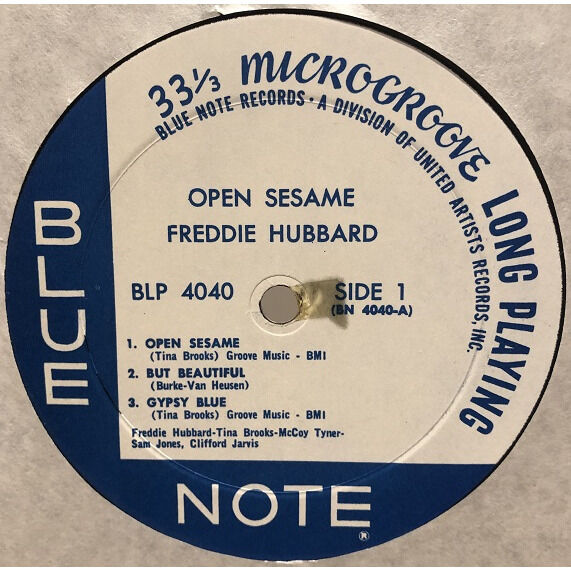 33⅓ MICROGROOVE LONG PLAYING
BLUE NOTE RECORDS · A DIVISION OF UNITED ARTISTS RECORDS, INC.
OPEN SESAME
FREDDIE HUBBARD
BLP 4040
SIDE 1
(BN 4040-A)
1. OPEN SESAME
(Tina Brooks) Groove Music - BMI
2. BUT BEAUTIFUL
(Burke-Van Heusen)
3. GYPSY BLUE
(Tina Brooks) Groove Music - BMI
Freddie Hubbard-Tina Brooks-McCoy Tyner-
Sam Jones, Clifford Jarvis
BLUE
NOTE®